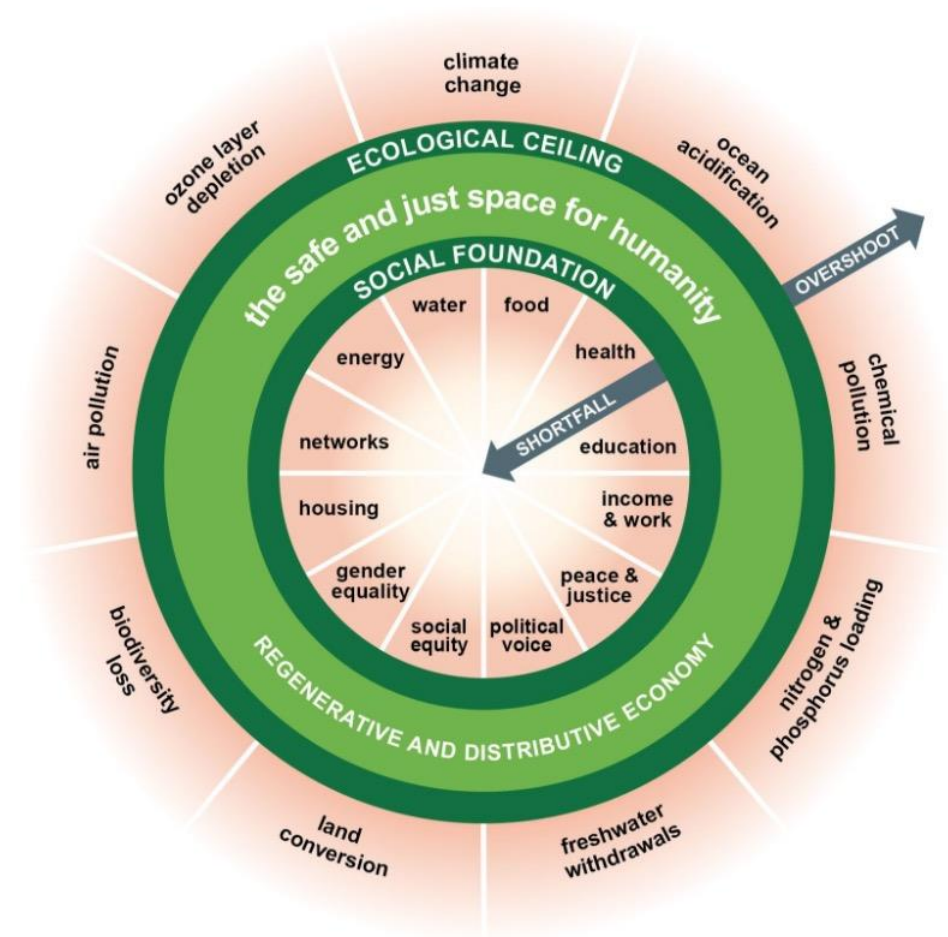 climate
change
ozone layer
depletion
ocean
acidification
ECOLOGICAL CEILING
the safe and just space for humanity
OVERSHOOT
SOCIAL FOUNDATION
water
food
energy
health
air pollution
chemical
pollution
SHORTFALL
networks
education
housing
income
& work
gender
equality
peace &
justice
social
equity
political
voice
biodiversity
loss
nitrogen &
phosphorus loading
REGENERATIVE AND DISTRIBUTIVE ECONOMY
land
conversion
freshwater
withdrawals